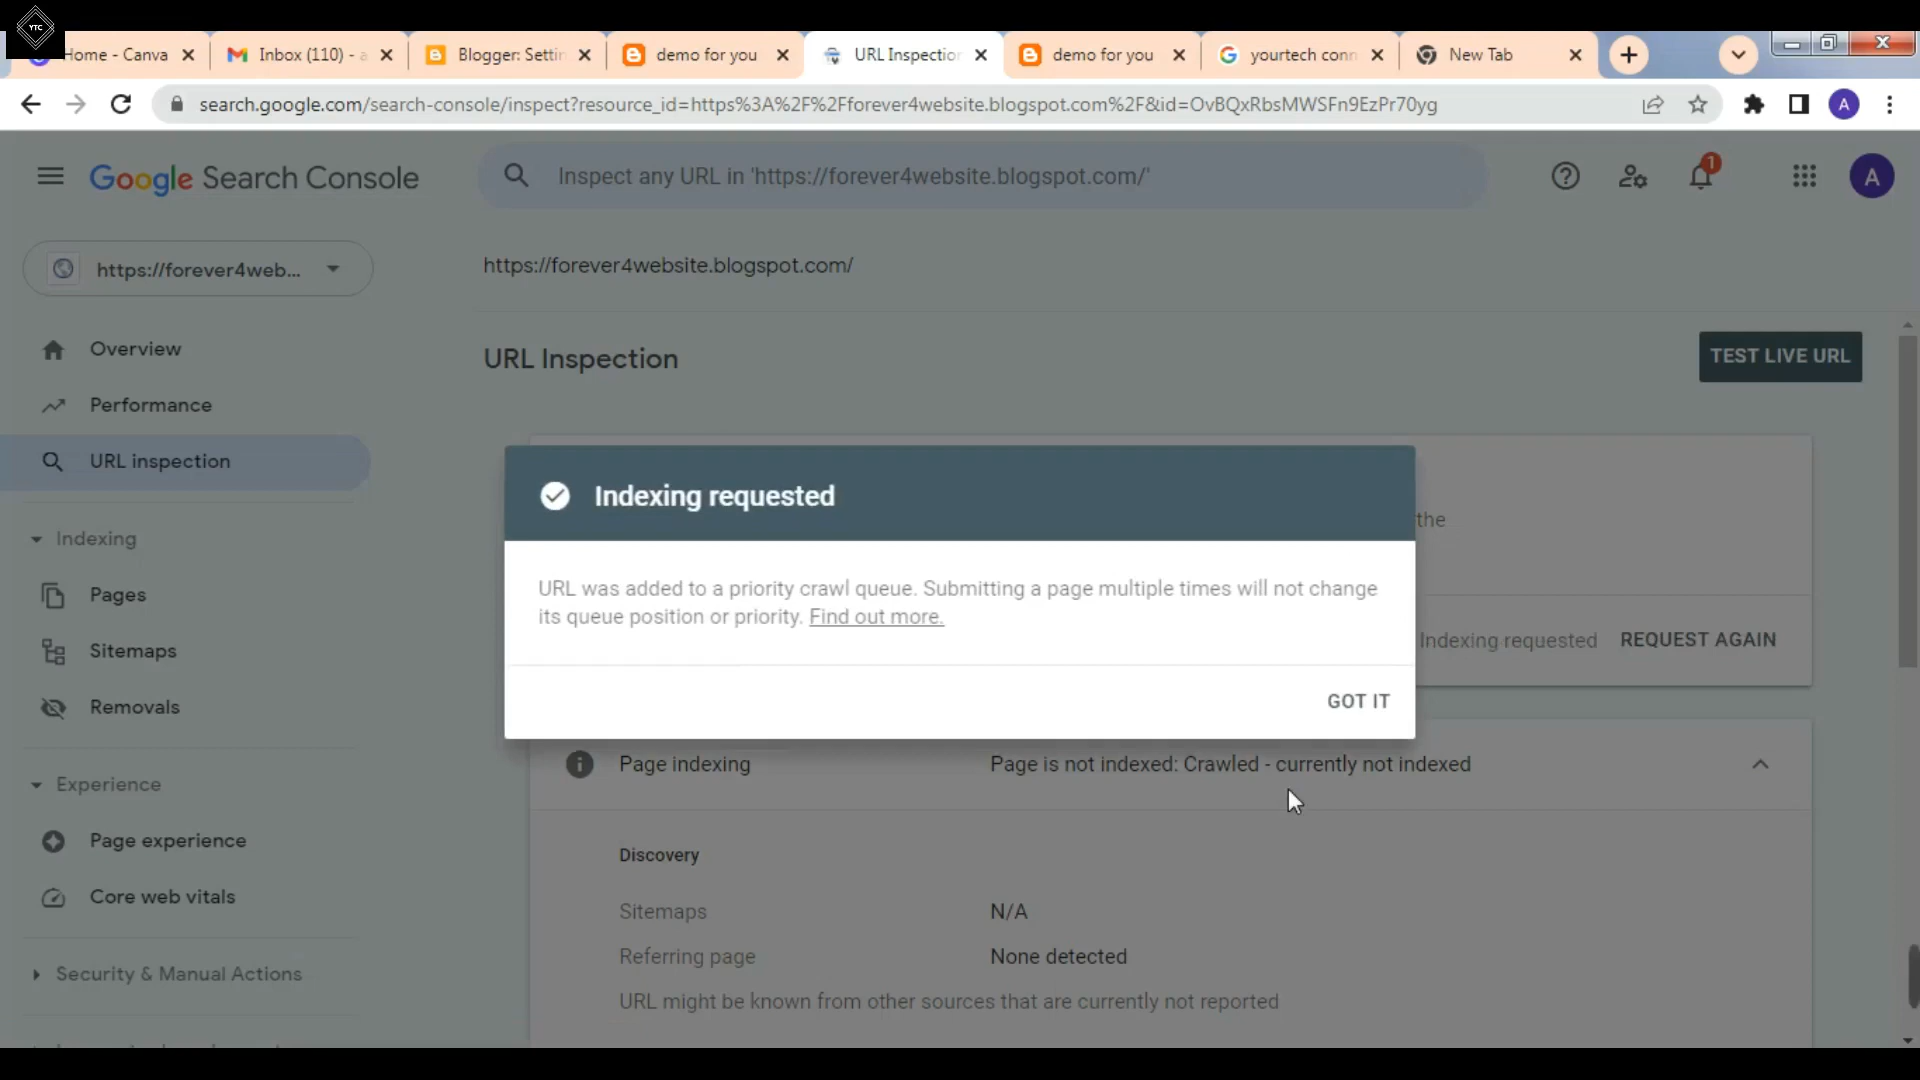 YTC
Home - Canva
Inbox (110) - a
Blogger: Settin
demo for you
URL Inspection
demo for you
yourtech conn
New Tab
search.google.com/search-console/inspect?resource_id=https%3A%2F%2Fforever4website.blogspot.com%2F&id=OvBQxRbsMWSFn9EzPr70yg
A
Google Search Console
Inspect any URL in 'https://forever4website.blogspot.com/'
1
A
https://forever4web...
https://forever4website.blogspot.com/
Overview
Performance
URL inspection
Indexing
Pages
Sitemaps
Removals
Experience
Page experience
Core web vitals
Security & Manual Actions
URL Inspection
TEST LIVE URL
the
Indexing requested
URL was added to a priority crawl queue. Submitting a page multiple times will not change
its queue position or priority. Find out more.
GOT IT
Indexing requested
REQUEST AGAIN
Page indexing
Page is not indexed: Crawled - currently not indexed
Discovery
Sitemaps
N/A
Referring page
None detected
URL might be known from other sources that are currently not reported